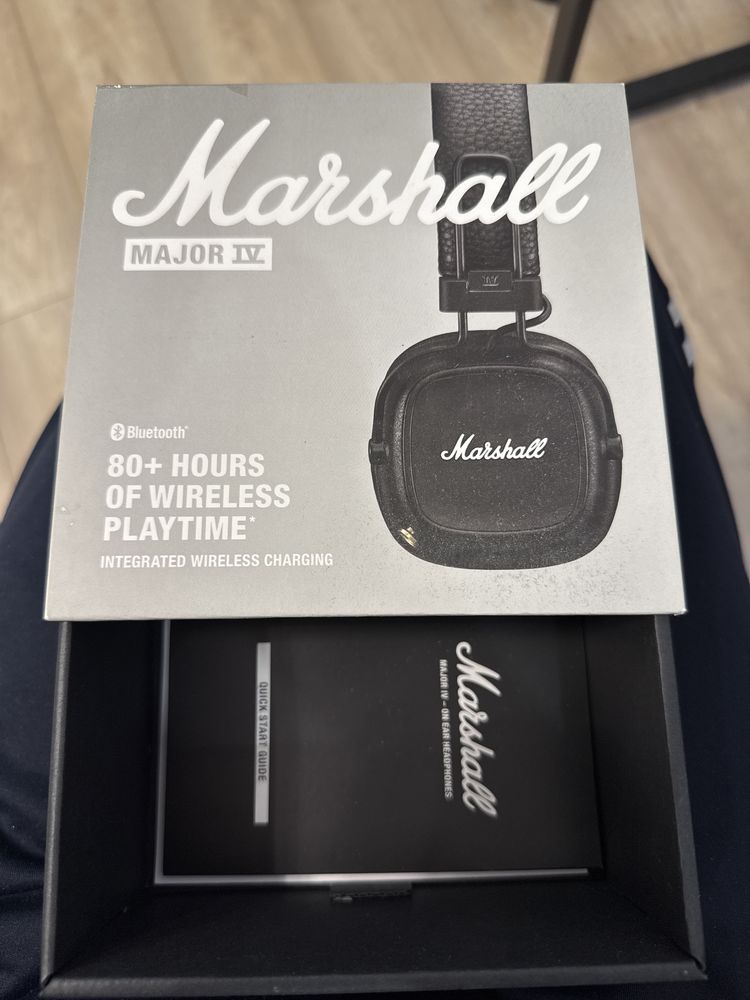 Marshall
MAJOR IV
IV
Marshall
Bluetooth®
80+ HOURS
OF WIRELESS
PLAYTIME*
INTEGRATED WIRELESS CHARGING
Marshall
MAJOR IV – ON-EAR HEADPHONES
QUICK START GUIDE